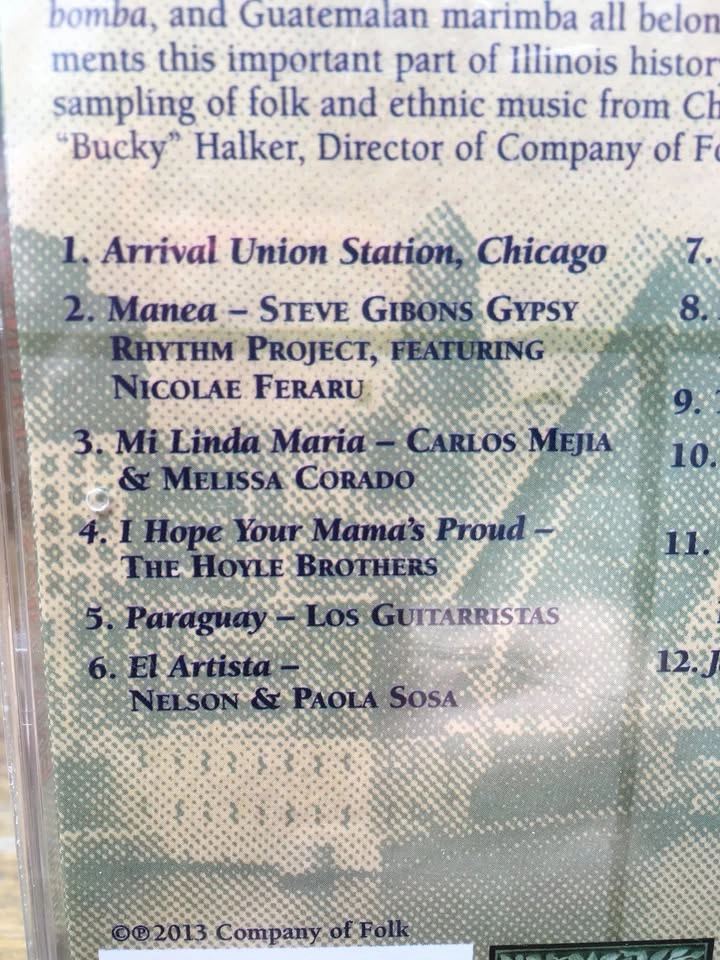 bomba, and Guatemalan marimba all belon
ments this important part of Illinois histor
sampling of folk and ethnic music from Ch
“Bucky” Halker, Director of Company of Fo
1. Arrival Union Station, Chicago
2. Manea – STEVE GIBONS GYPSY
RHYTHM PROJECT, FEATURING
NICOLAE FERARU
3. Mi Linda Maria – CARLOS MEJIA
& MELISSA CORADO
4. I Hope Your Mama’s Proud –
THE HOYLE BROTHERS
5. Paraguay – LOS GUITARRISTAS
6. El Artista –
NELSON & PAOLA SOSA
7.
8.
9.
10.
11.
12. J
©℗2013 Company of Folk